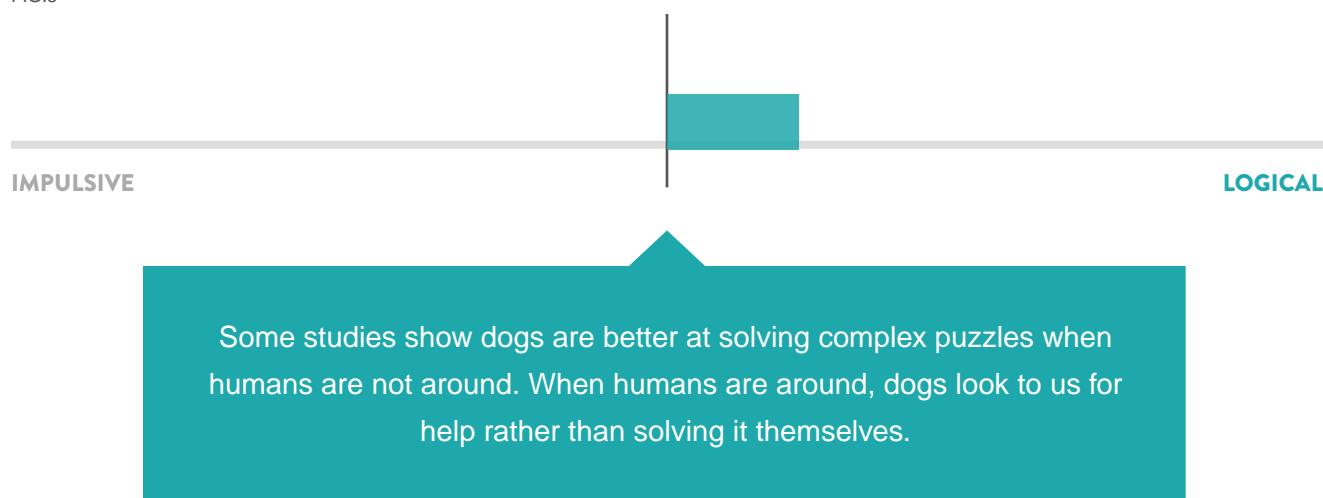 IMPULSIVE
LOGICAL
Some studies show dogs are better at solving complex puzzles when
humans are not around. When humans are around, dogs look to us for
help rather than solving it themselves.